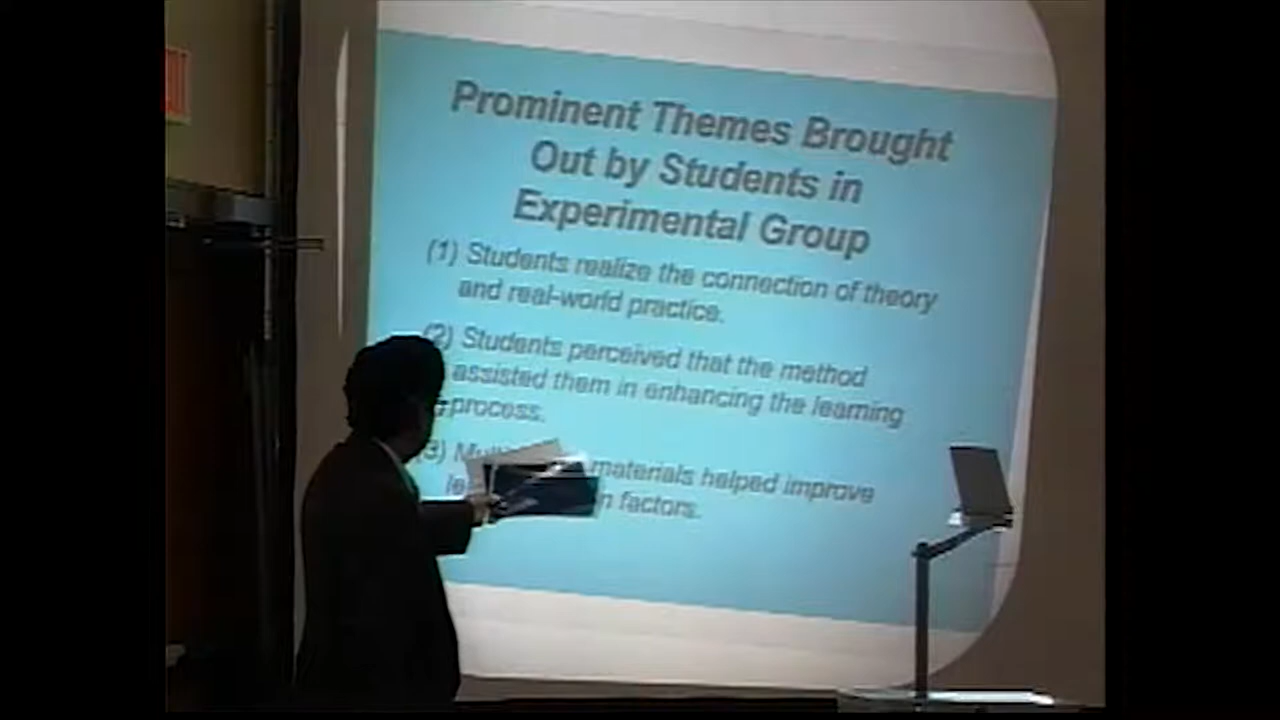 Prominent Themes Brought
Out by Students in
Experimental Group
(1) Students realize the connection of theory
and real-world practice.
(2) Students perceived that the method
assisted them in enhancing the learning
process.
materials helped improve
factors.